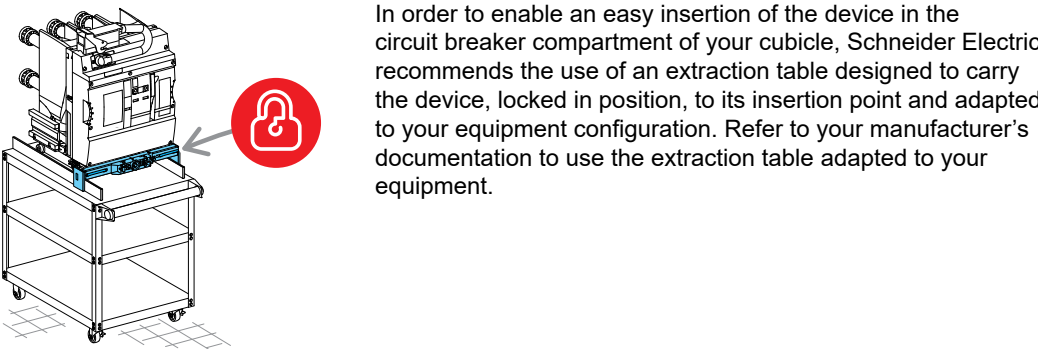 In order to enable an easy insertion of the device in the
circuit breaker compartment of your cubicle, Schneider Electric
recommends the use of an extraction table designed to carry
the device, locked in position, to its insertion point and adapted
to your equipment configuration. Refer to your manufacturer’s
documentation to use the extraction table adapted to your
equipment.